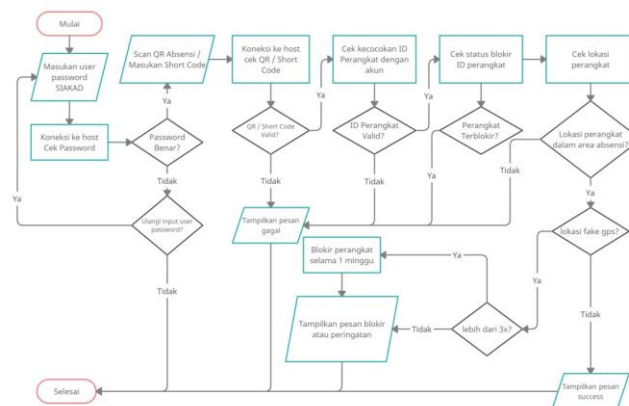 Mulai
Masukan user
password
SIAKAD
Koneksi ke host
Cek Password
Password
Benar?
Ya
Tidak
Ulangi input user
password?
Ya
Tidak
Scan QR Absensi /
Masukan Short Code
Koneksi ke host
cek QR / Short
Code
QR / Short Code
Valid?
Ya
Tidak
Cek kecocokan ID
Perangkat dengan
akun
ID Perangkat
Valid?
Ya
Tidak
Cek status blokir
ID perangkat
Perangkat
Terblokir?
Ya
Tidak
Cek lokasi
perangkat
Lokasi perangkat
dalam area absensi?
Tidak
Ya
Tampilkan pesan
gagal
lokasi fake gps?
Ya
Tidak
lebih dari 3x?
Ya
Tidak
Blokir perangkat
selama 1 minggu
Tampilkan pesan blokir
atau peringatan
Tampilkan pesan
success
Selesai